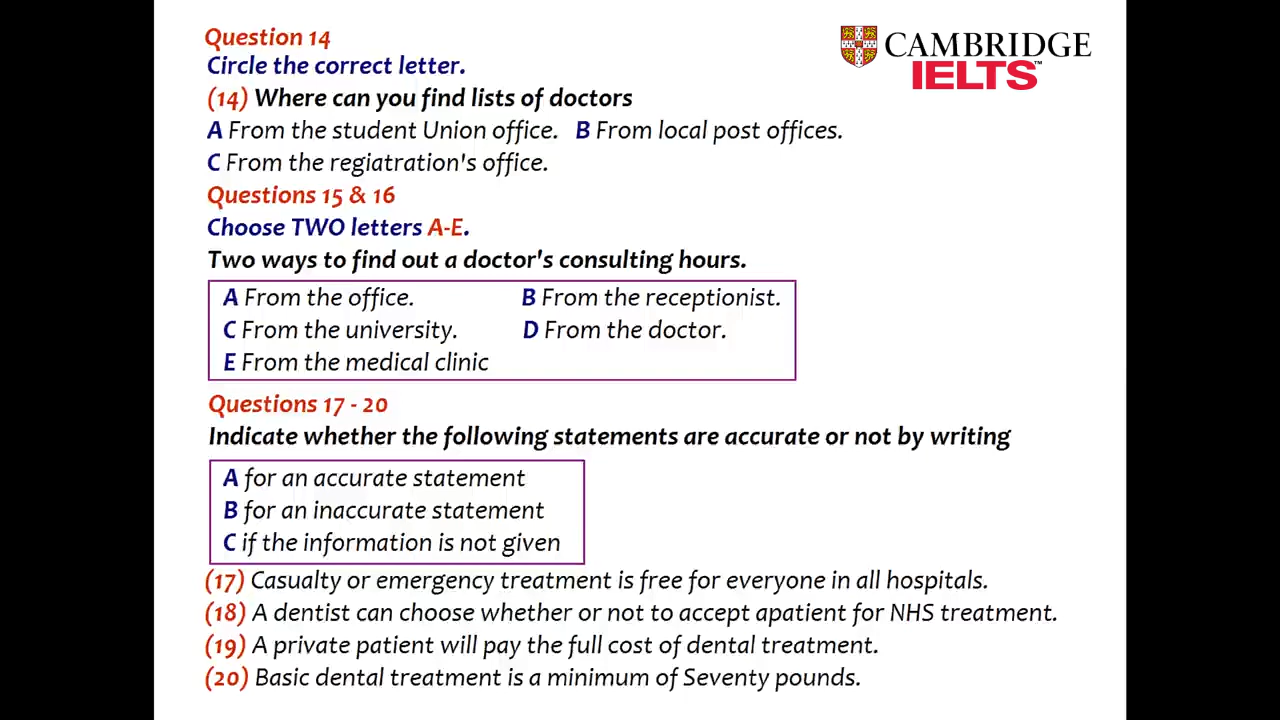 CAMBRIDGE
IELTS™
Question 14
Circle the correct letter.
(14) Where can you find lists of doctors
A From the student Union office. B From local post offices.
C From the regiatration's office.
Questions 15 & 16
Choose TWO letters A-E.
Two ways to find out a doctor's consulting hours.
A From the office. B From the receptionist.
C From the university. D From the doctor.
E From the medical clinic
Questions 17 - 20
Indicate whether the following statements are accurate or not by writing
A for an accurate statement
B for an inaccurate statement
C if the information is not given
(17) Casualty or emergency treatment is free for everyone in all hospitals.
(18) A dentist can choose whether or not to accept apatient for NHS treatment.
(19) A private patient will pay the full cost of dental treatment.
(20) Basic dental treatment is a minimum of Seventy pounds.